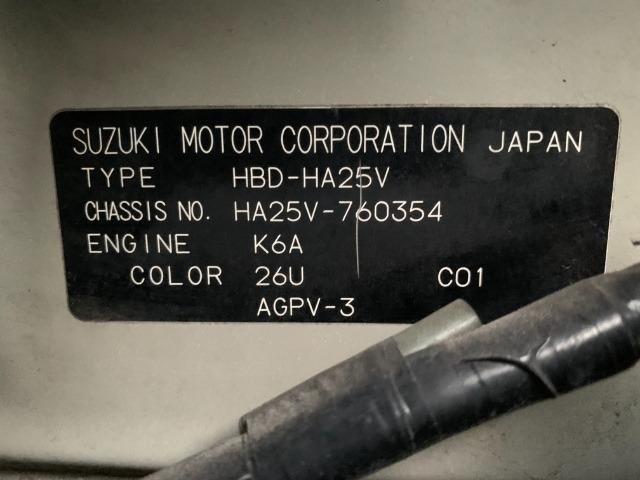 SUZUKI MOTOR CORPORATION JAPAN
TYPE HBD-HA25V
CHASSIS NO. HA25V-760354
ENGINE K6A
COLOR 26U C01
AGPV-3